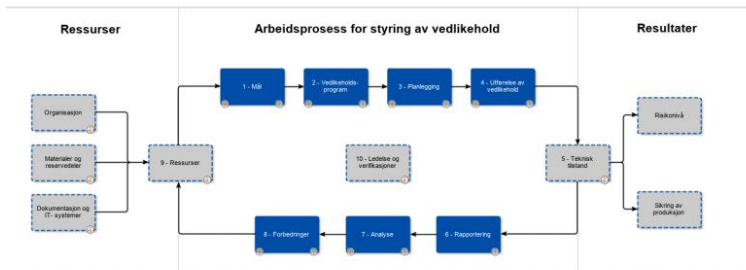 Ressurser
Arbeidsprosess for styring av vedlikehold
Resultater
1 - Mål
2 - Vedlikeholds-
program
3 - Planlegging
4 - Utførelse av
vedlikehold
Organisasjon
Materialer og
reservedeler
Dokumentasjon og
IT- systemer
9 - Ressurser
10 - Ledelse og
verifikasjoner
5 - Teknisk
tilstand
Risikonivå
Sikring av
produksjon
8 - Forbedringer
7 - Analyse
6 - Rapportering